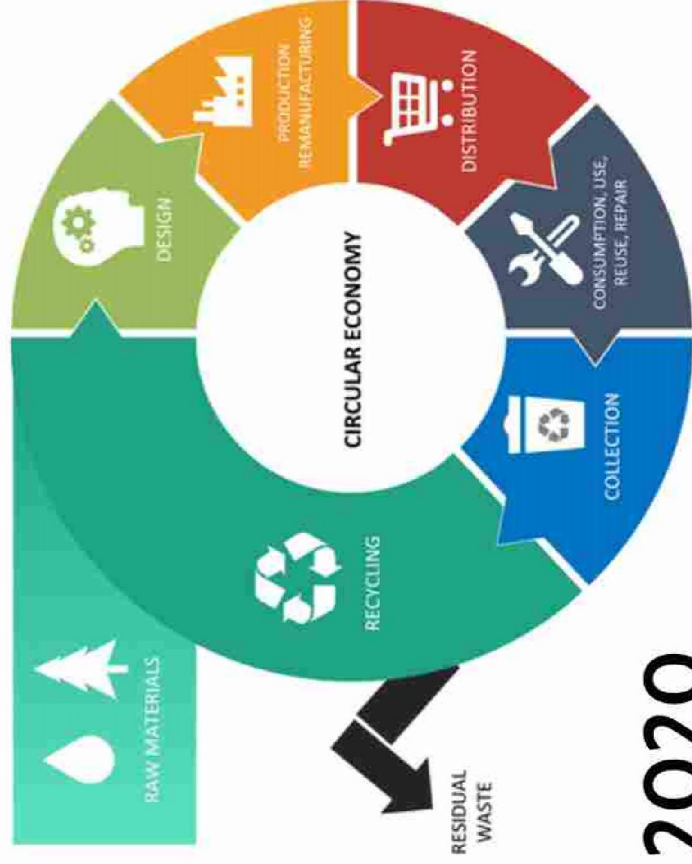 RAW MATERIALS
DESIGN
PRODUCTION
REMANUFACTURING
DISTRIBUTION
CONSUMPTION, USE,
REUSE, REPAIR
COLLECTION
RECYCLING
CIRCULAR ECONOMY
RESIDUAL
WASTE
2020